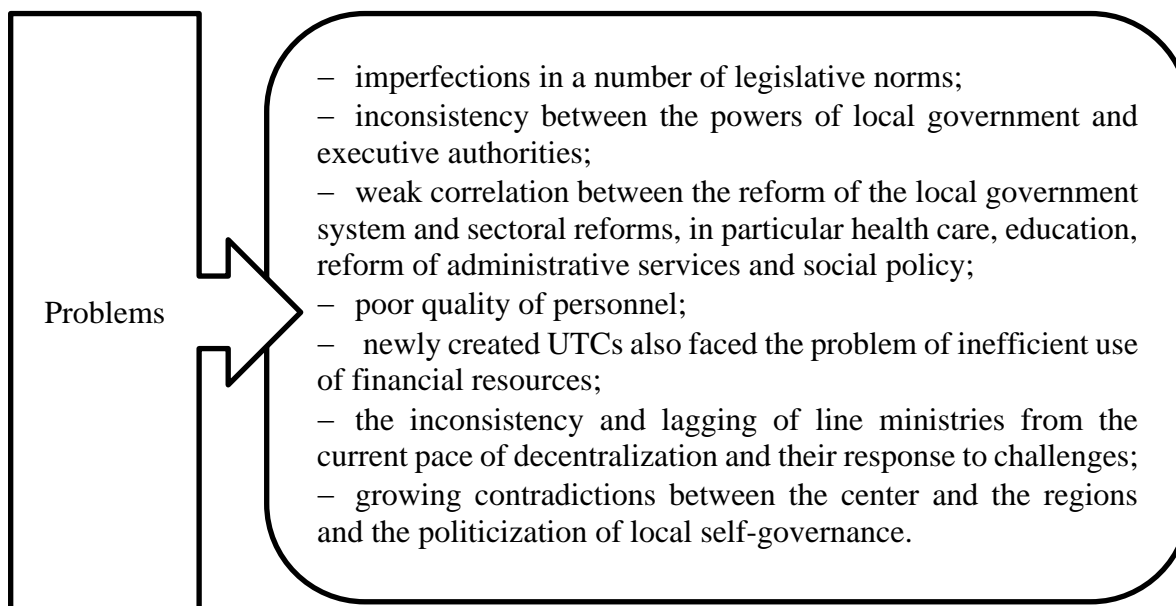 Problems
– imperfections in a number of legislative norms;
– inconsistency between the powers of local government and
executive authorities;
– weak correlation between the reform of the local government
system and sectoral reforms, in particular health care, education,
reform of administrative services and social policy;
– poor quality of personnel;
– newly created UTCs also faced the problem of inefficient use
of financial resources;
– the inconsistency and lagging of line ministries from the
current pace of decentralization and their response to challenges;
– growing contradictions between the center and the regions
and the politicization of local self-governance.